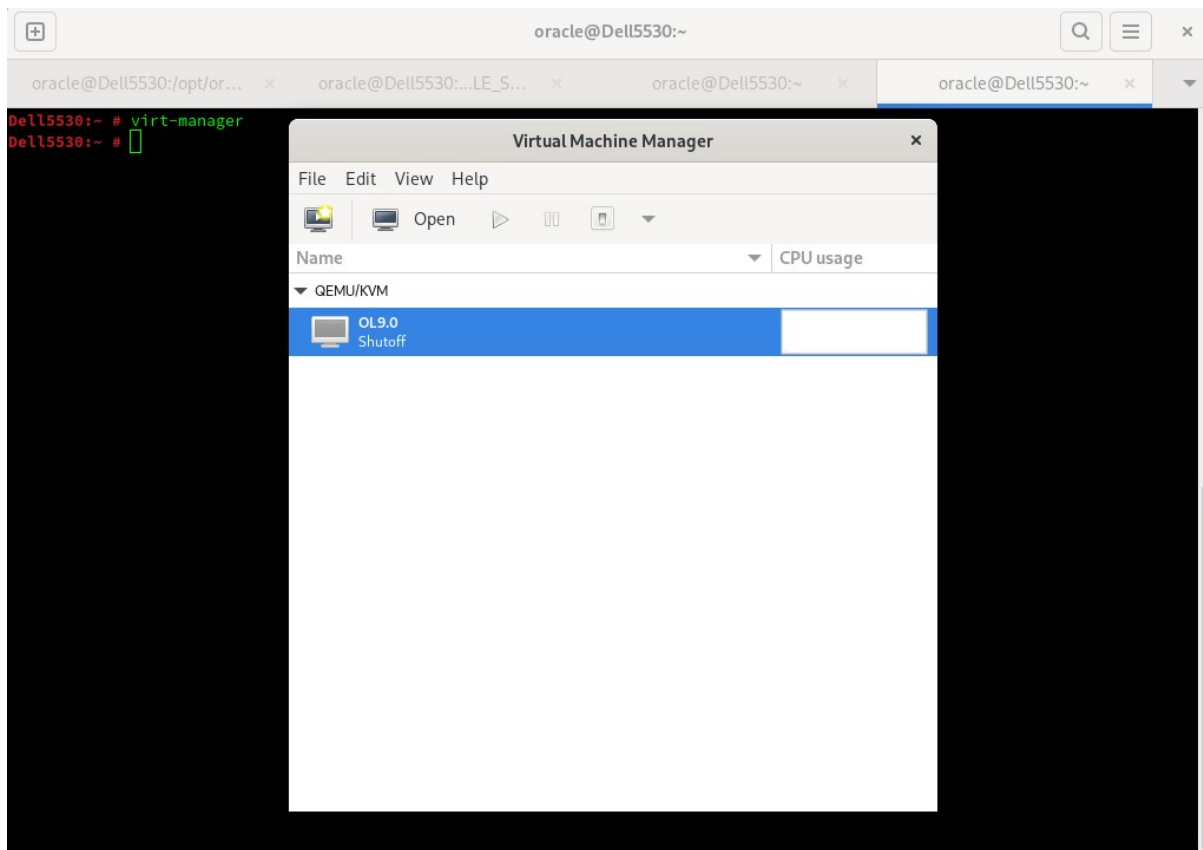 oracle@Dell5530:~
oracle@Dell5530:/opt/or...
oracle@Dell5530:...LE_S...
oracle@Dell5530:~
oracle@Dell5530:~
Dell5530:~ # virt-manager
Dell5530:~ #
Virtual Machine Manager
File Edit View Help
Open
Name CPU usage
QEMU/KVM
OL9.0
Shutoff